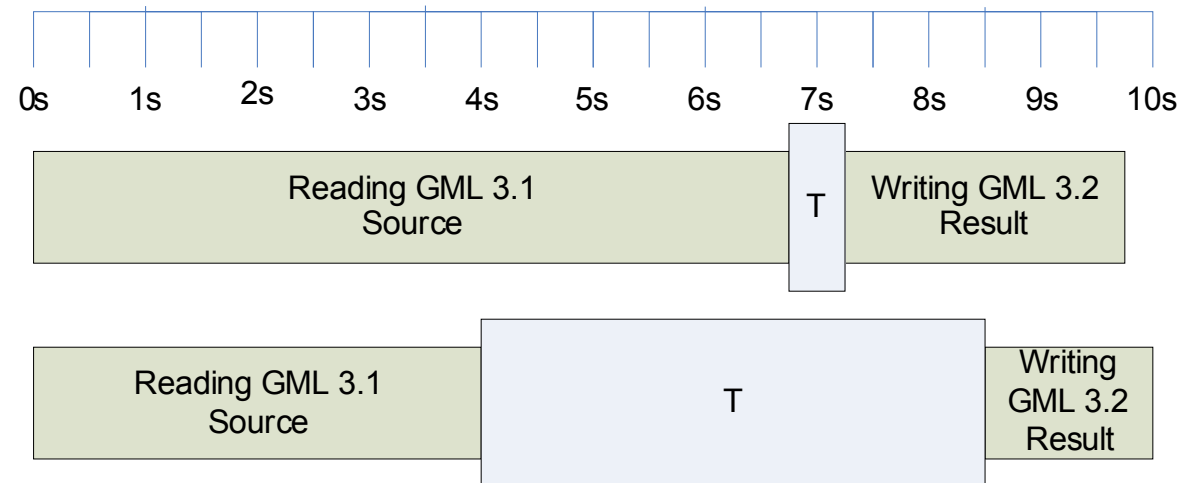 0s 1s 2s 3s 4s 5s 6s 7s 8s 9s 10s
Reading GML 3.1
Source
T
Writing GML 3.2
Result
Reading GML 3.1
Source
T
Writing
GML 3.2
Result